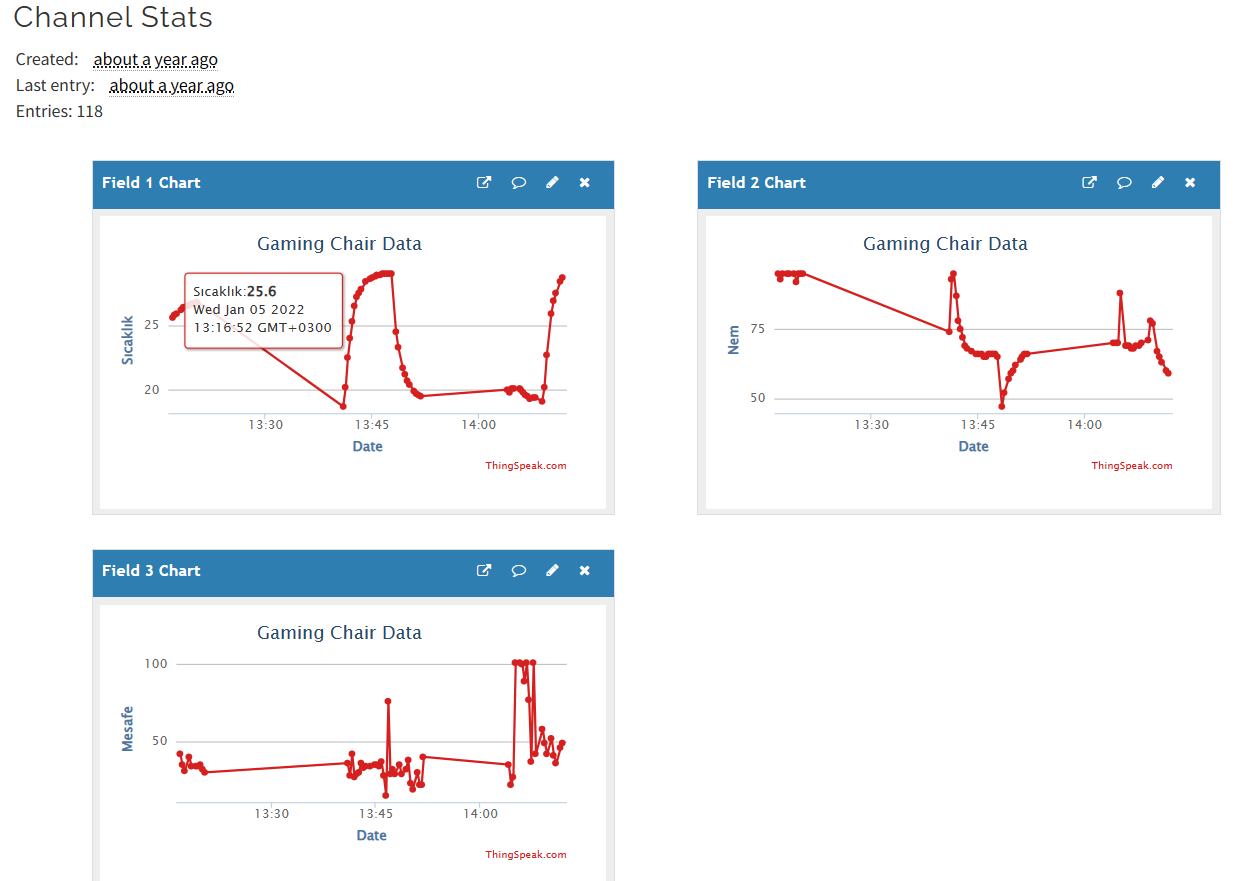 Channel Stats
Created: about a year ago
Last entry: about a year ago
Entries: 118
Field 1 Chart
Gaming Chair Data
Sıcaklık:25.6
Wed Jan 05 2022
13:16:52 GMT+0300
Sıcaklık
25
20
13:30 13:45 14:00
Date
ThingSpeak.com
Field 2 Chart
Gaming Chair Data
Nem
75
50
13:30 13:45 14:00
Date
ThingSpeak.com
Field 3 Chart
Gaming Chair Data
Mesafe
100
50
13:30 13:45 14:00
Date
ThingSpeak.com